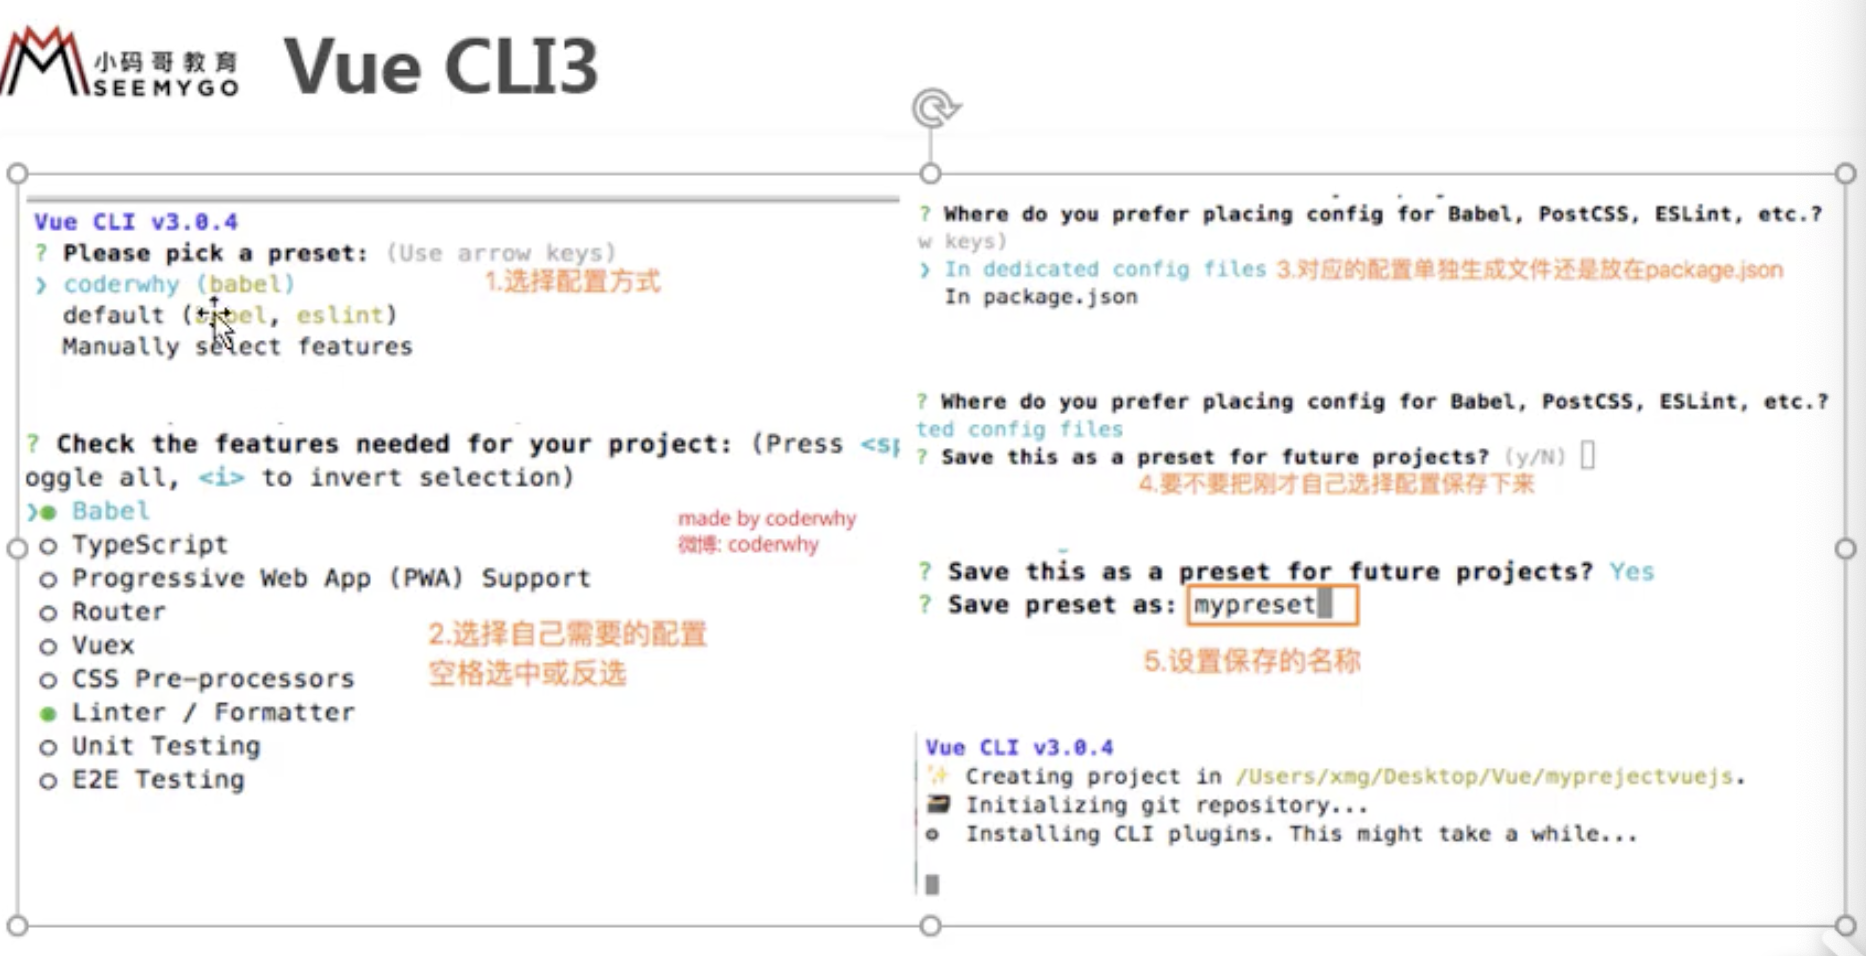 小码哥教育
SEEMYGO
Vue CLI3
Vue CLI v3.0.4
? Please pick a preset: (Use arrow keys)
❯ coderwhy (babel)
1.选择配置方式
default (babel, eslint)
Manually select features
? Check the features needed for your project: (Press <sp
oggle all, <i> to invert selection)
❯● Babel
○ TypeScript
○ Progressive Web App (PWA) Support
○ Router
○ Vuex
○ CSS Pre-processors
● Linter / Formatter
○ Unit Testing
○ E2E Testing
made by coderwhy
微博: coderwhy
2.选择自己需要的配置
空格选中或反选
? Where do you prefer placing config for Babel, PostCSS, ESLint, etc.?
w keys)
❯ In dedicated config files 3.对应的配置单独生成文件还是放在package.json
In package.json
? Where do you prefer placing config for Babel, PostCSS, ESLint, etc.?
ted config files
? Save this as a preset for future projects? (y/N)
4.要不要把刚才自己选择配置保存下来
? Save this as a preset for future projects? Yes
? Save preset as: mypreset
5.设置保存的名称
Vue CLI v3.0.4
✨ Creating project in /Users/xmg/Desktop/Vue/myprejectvuejs.
🗃 Initializing git repository...
⚙ Installing CLI plugins. This might take a while...